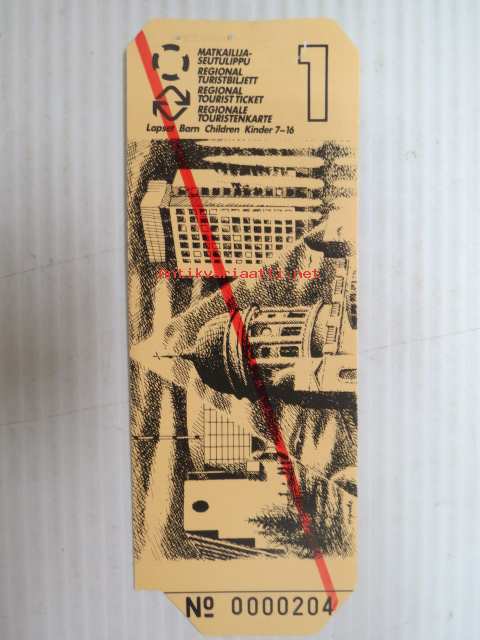 MATKAILIJA-
SEUTULIPPU
REGIONAL
TURISTBILJETT
REGIONAL
TOURIST TICKET
REGIONALE
TOURISTENKARTE
1
Lapset Barn Children Kinder 7-16
antikvariaatti.net
No 0000204